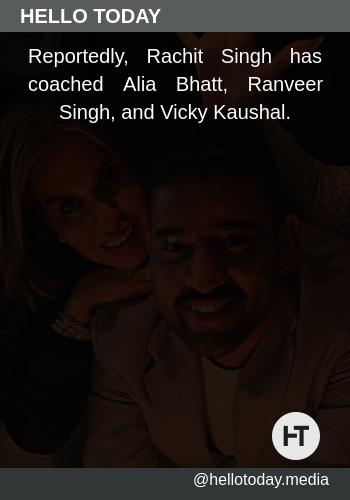 HELLO TODAY
Reportedly, Rachit Singh has
coached Alia Bhatt, Ranveer
Singh, and Vicky Kaushal.
HT
@hellotoday.media